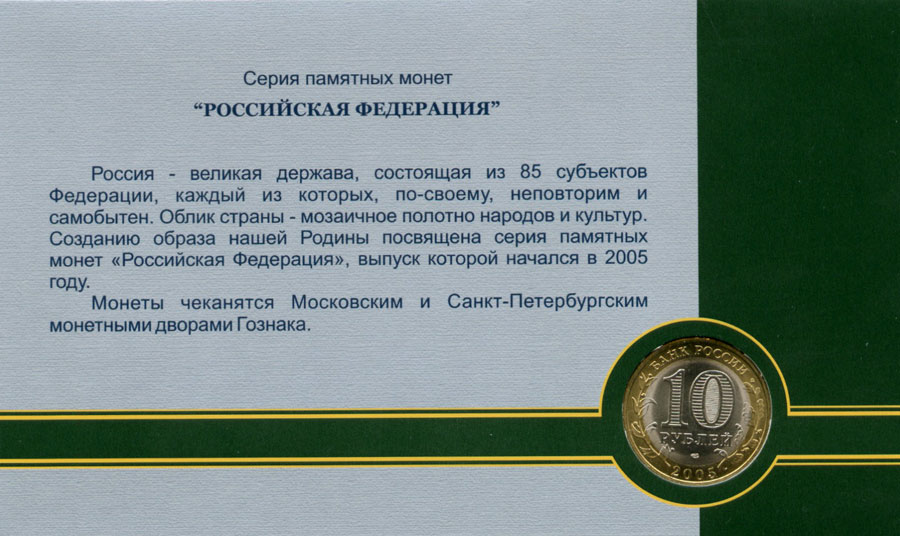 Серия памятных монет
“РОССИЙСКАЯ ФЕДЕРАЦИЯ”
Россия - великая держава, состоящая из 85 субъектов
Федерации, каждый из которых, по-своему, неповторим и
самобытен. Облик страны - мозаичное полотно народов и культур.
Созданию образа нашей Родины посвящена серия памятных
монет «Российская Федерация», выпуск которой начался в 2005
году.
Монеты чеканятся Московским и Санкт-Петербургским
монетными дворами Гознака.
БАНК РОССИИ
10
РУБЛЕЙ
2005